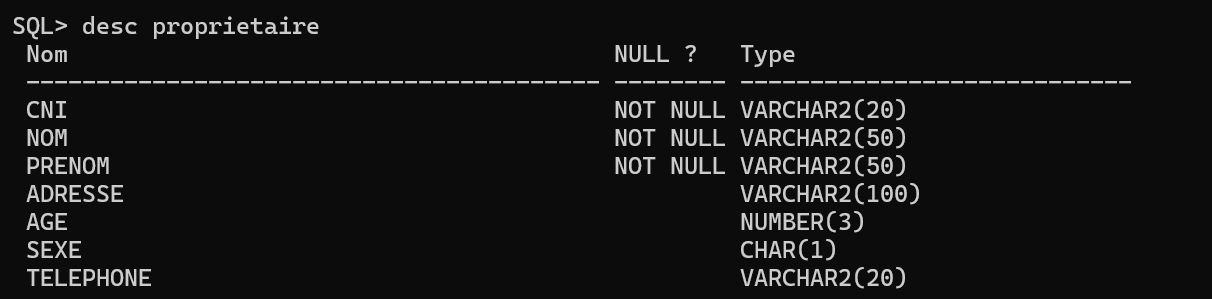 SQL> desc proprietaire
Nom NULL ? Type
----------------------------------------- -------- ----------------------------
CNI NOT NULL VARCHAR2(20)
NOM NOT NULL VARCHAR2(50)
PRENOM NOT NULL VARCHAR2(50)
ADRESSE VARCHAR2(100)
AGE NUMBER(3)
SEXE CHAR(1)
TELEPHONE VARCHAR2(20)